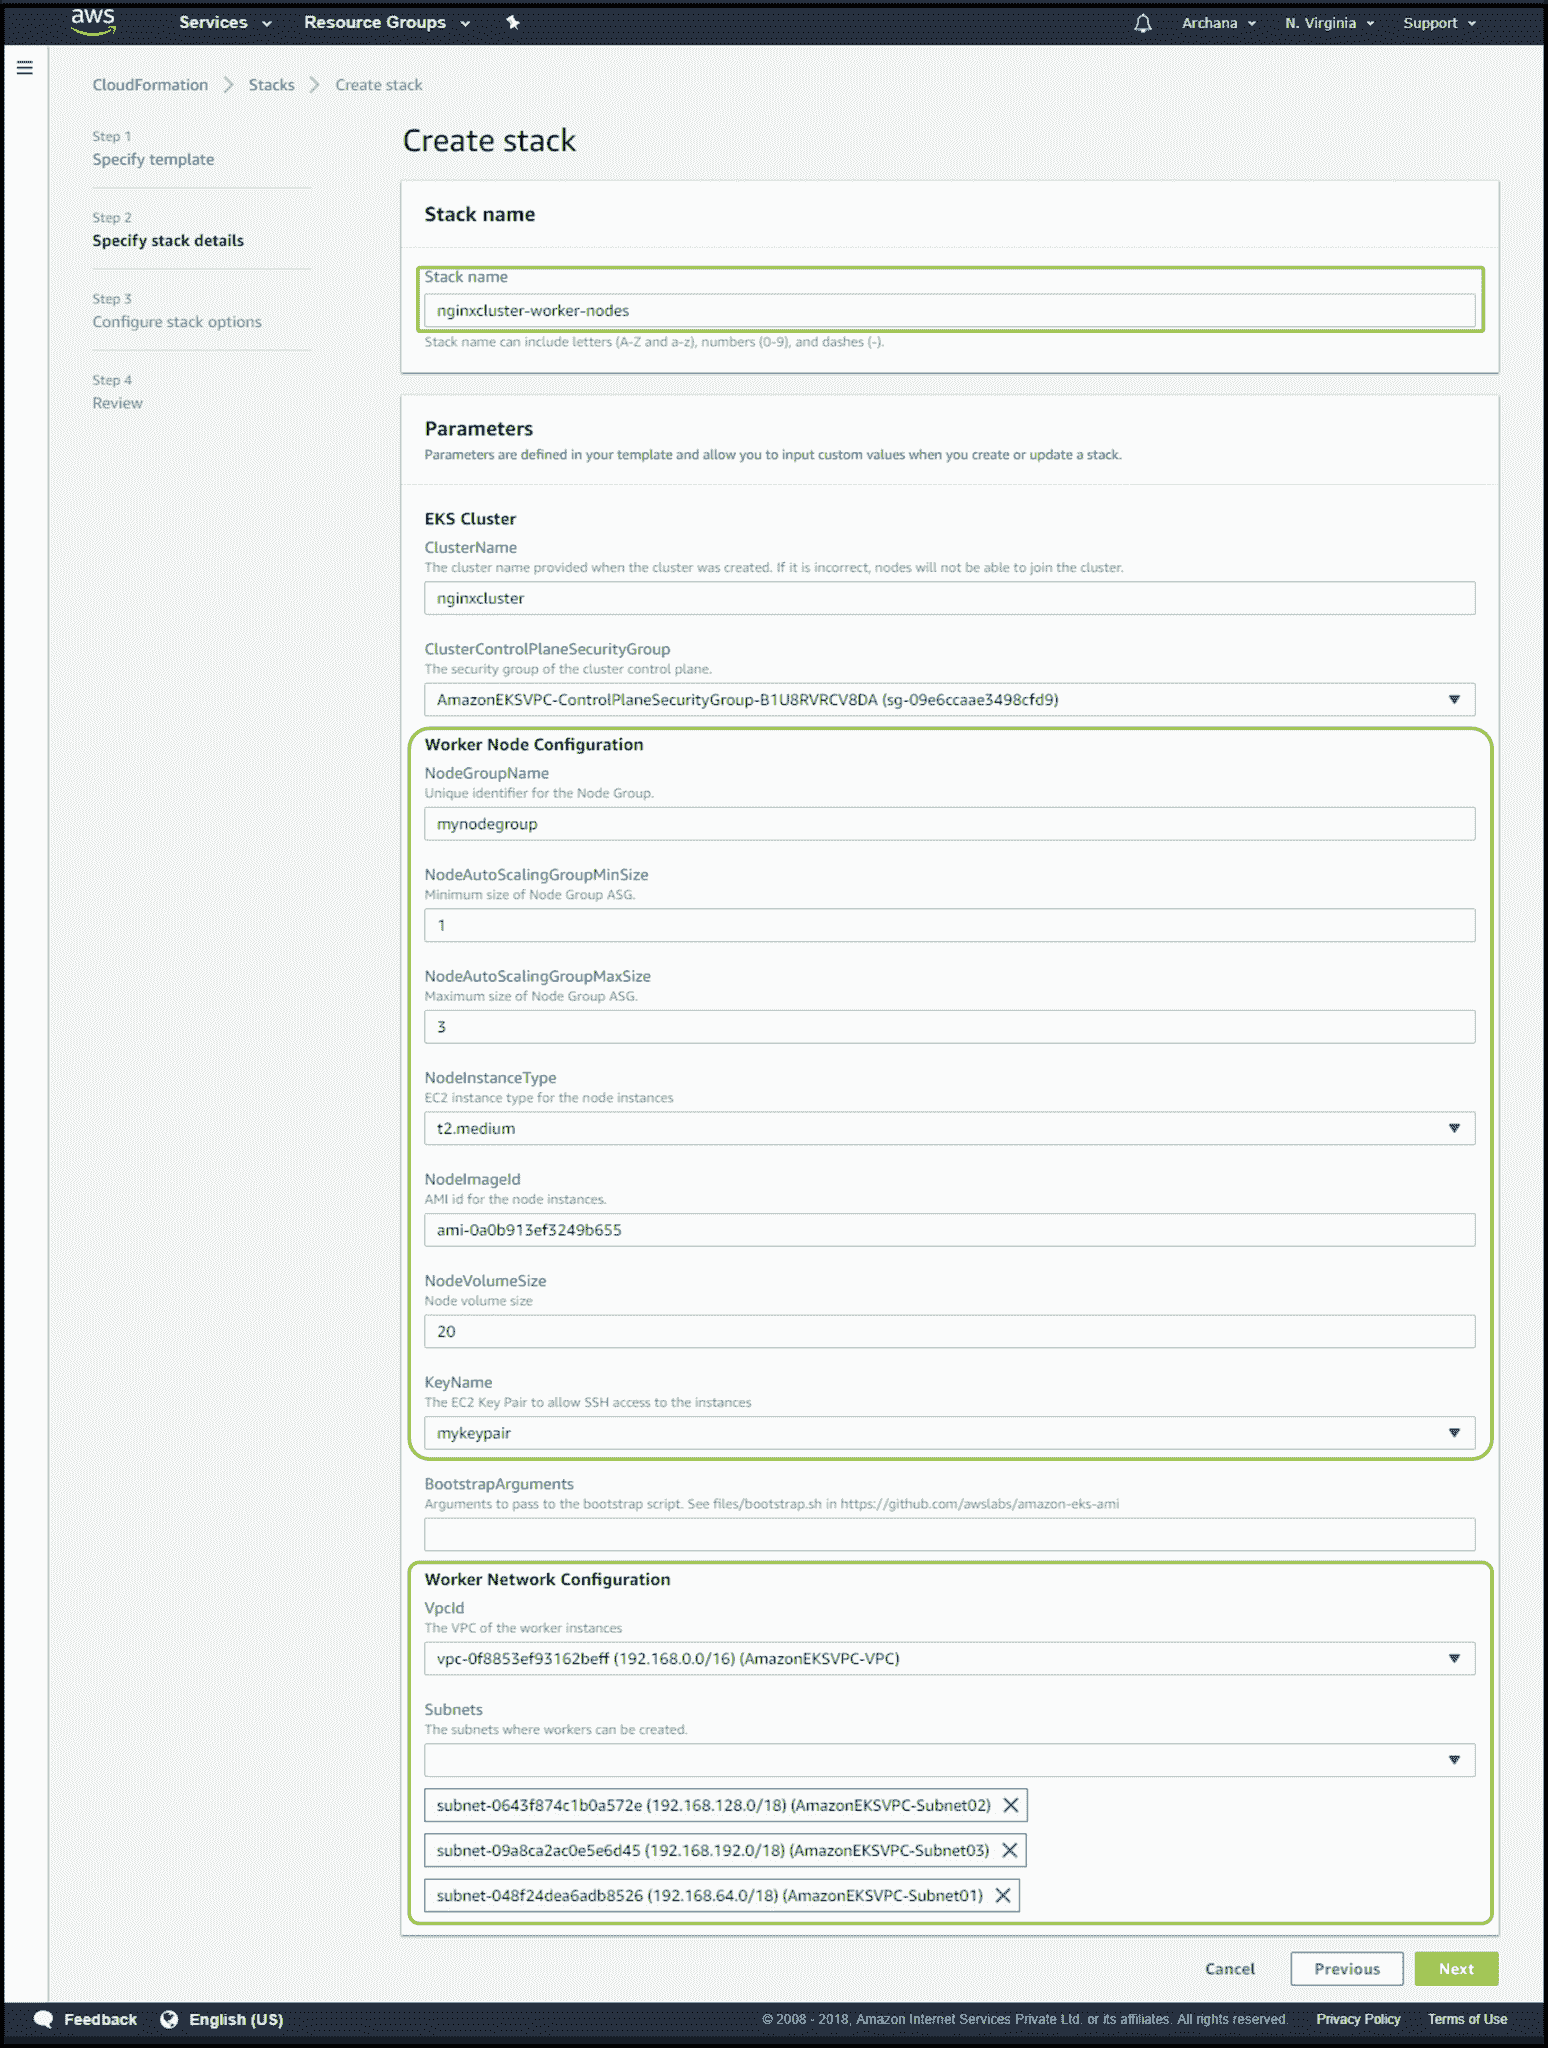 aws Services Resource Groups Archana N. Virginia Support
CloudFormation Stacks Create stack
Step 1
Specify template
Step 2
Specify stack details
Step 3
Configure stack options
Step 4
Review
Create stack
Stack name
Stack name
nginxcluster-worker-nodes
Stack name can include letters (A-Z and a-z), numbers (0-9), and dashes (-).
Parameters
Parameters are defined in your template and allow you to input custom values when you create or update a stack.
EKS Cluster
ClusterName
The cluster name provided when the cluster was created. If it is incorrect, nodes will not be able to join the cluster.
nginxcluster
ClusterControlPlaneSecurityGroup
The security group of the cluster control plane.
AmazonEKSVPC-ControlPlaneSecurityGroup-B1U8RVRCV8DA (sg-09e6ccaae3498cfd9)
Worker Node Configuration
NodeGroupName
Unique identifier for the Node Group.
mynodegroup
NodeAutoScalingGroupMinSize
Minimum size of Node Group ASG.
1
NodeAutoScalingGroupMaxSize
Maximum size of Node Group ASG.
3
NodeInstanceType
EC2 instance type for the node instances
t2.medium
NodeImageId
AMI id for the node instances.
ami-0a0b913ef3249b655
NodeVolumeSize
Node volume size
20
KeyName
The EC2 Key Pair to allow SSH access to the instances
mykeypair
BootstrapArguments
Arguments to pass to the bootstrap script. See files/bootstrap.sh in https://github.com/awslabs/amazon-eks-ami
Worker Network Configuration
VpcId
The VPC of the worker instances
vpc-0f8853ef93162beff (192.168.0.0/16) (AmazonEKSVPC-VPC)
Subnets
The subnets where workers can be created.
subnet-0643f874c1b0a572e (192.168.128.0/18) (AmazonEKSVPC-Subnet02)
subnet-09a8ca2ac0e5e6d45 (192.168.192.0/18) (AmazonEKSVPC-Subnet03)
subnet-048f24dea6adb8526 (192.168.64.0/18) (AmazonEKSVPC-Subnet01)
Cancel Previous Next
Feedback English (US) © 2008 - 2018, Amazon Internet Services Private Ltd. or its affiliates. All rights reserved. Privacy Policy Terms of Use